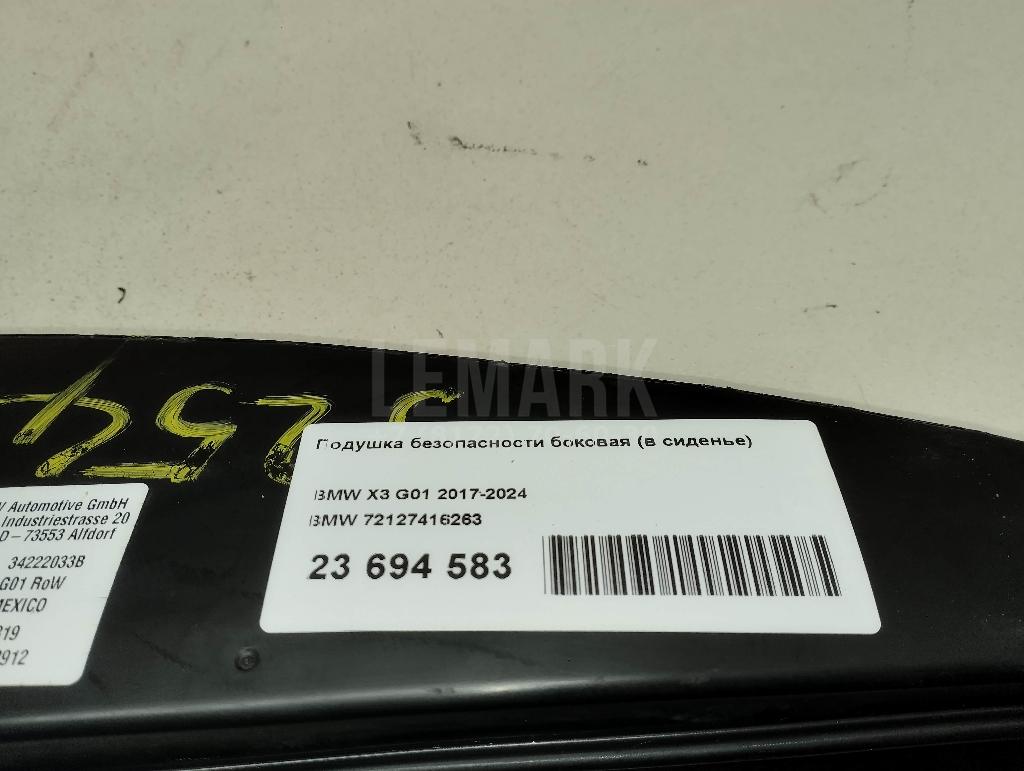 LEMARK
Подушка безопасности боковая (в сиденье)
BMW X3 G01 2017-2024
BMW 72127416263
23 694 583
Automotive GmbH
Industriestrasse 20
D – 73553 Alfdorf
34222033B
G01 RoW
MEXICO
319